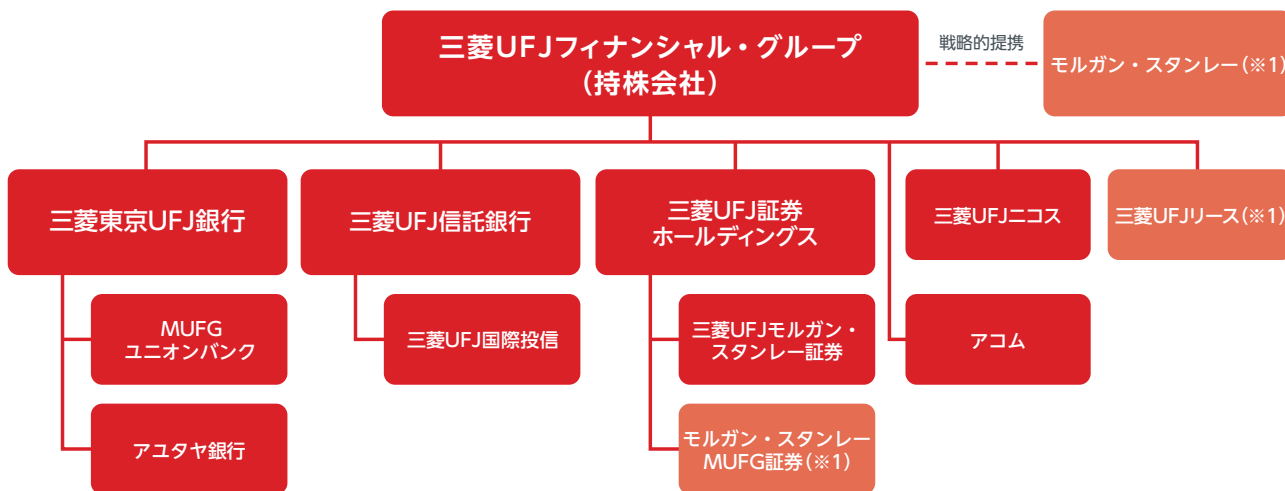 三菱UFJフィナンシャル・グループ
(持株会社)
戦略的提携
モルガン・スタンレー(※1)
三菱東京UFJ銀行
三菱UFJ信託銀行
三菱UFJ証券
ホールディングス
三菱UFJニコス
三菱UFJリース(※1)
MUFG
ユニオンバンク
三菱UFJ国際投信
三菱UFJモルガン・
スタンレー証券
アコム
アユタヤ銀行
モルガン・スタンレー
MUFG証券(※1)